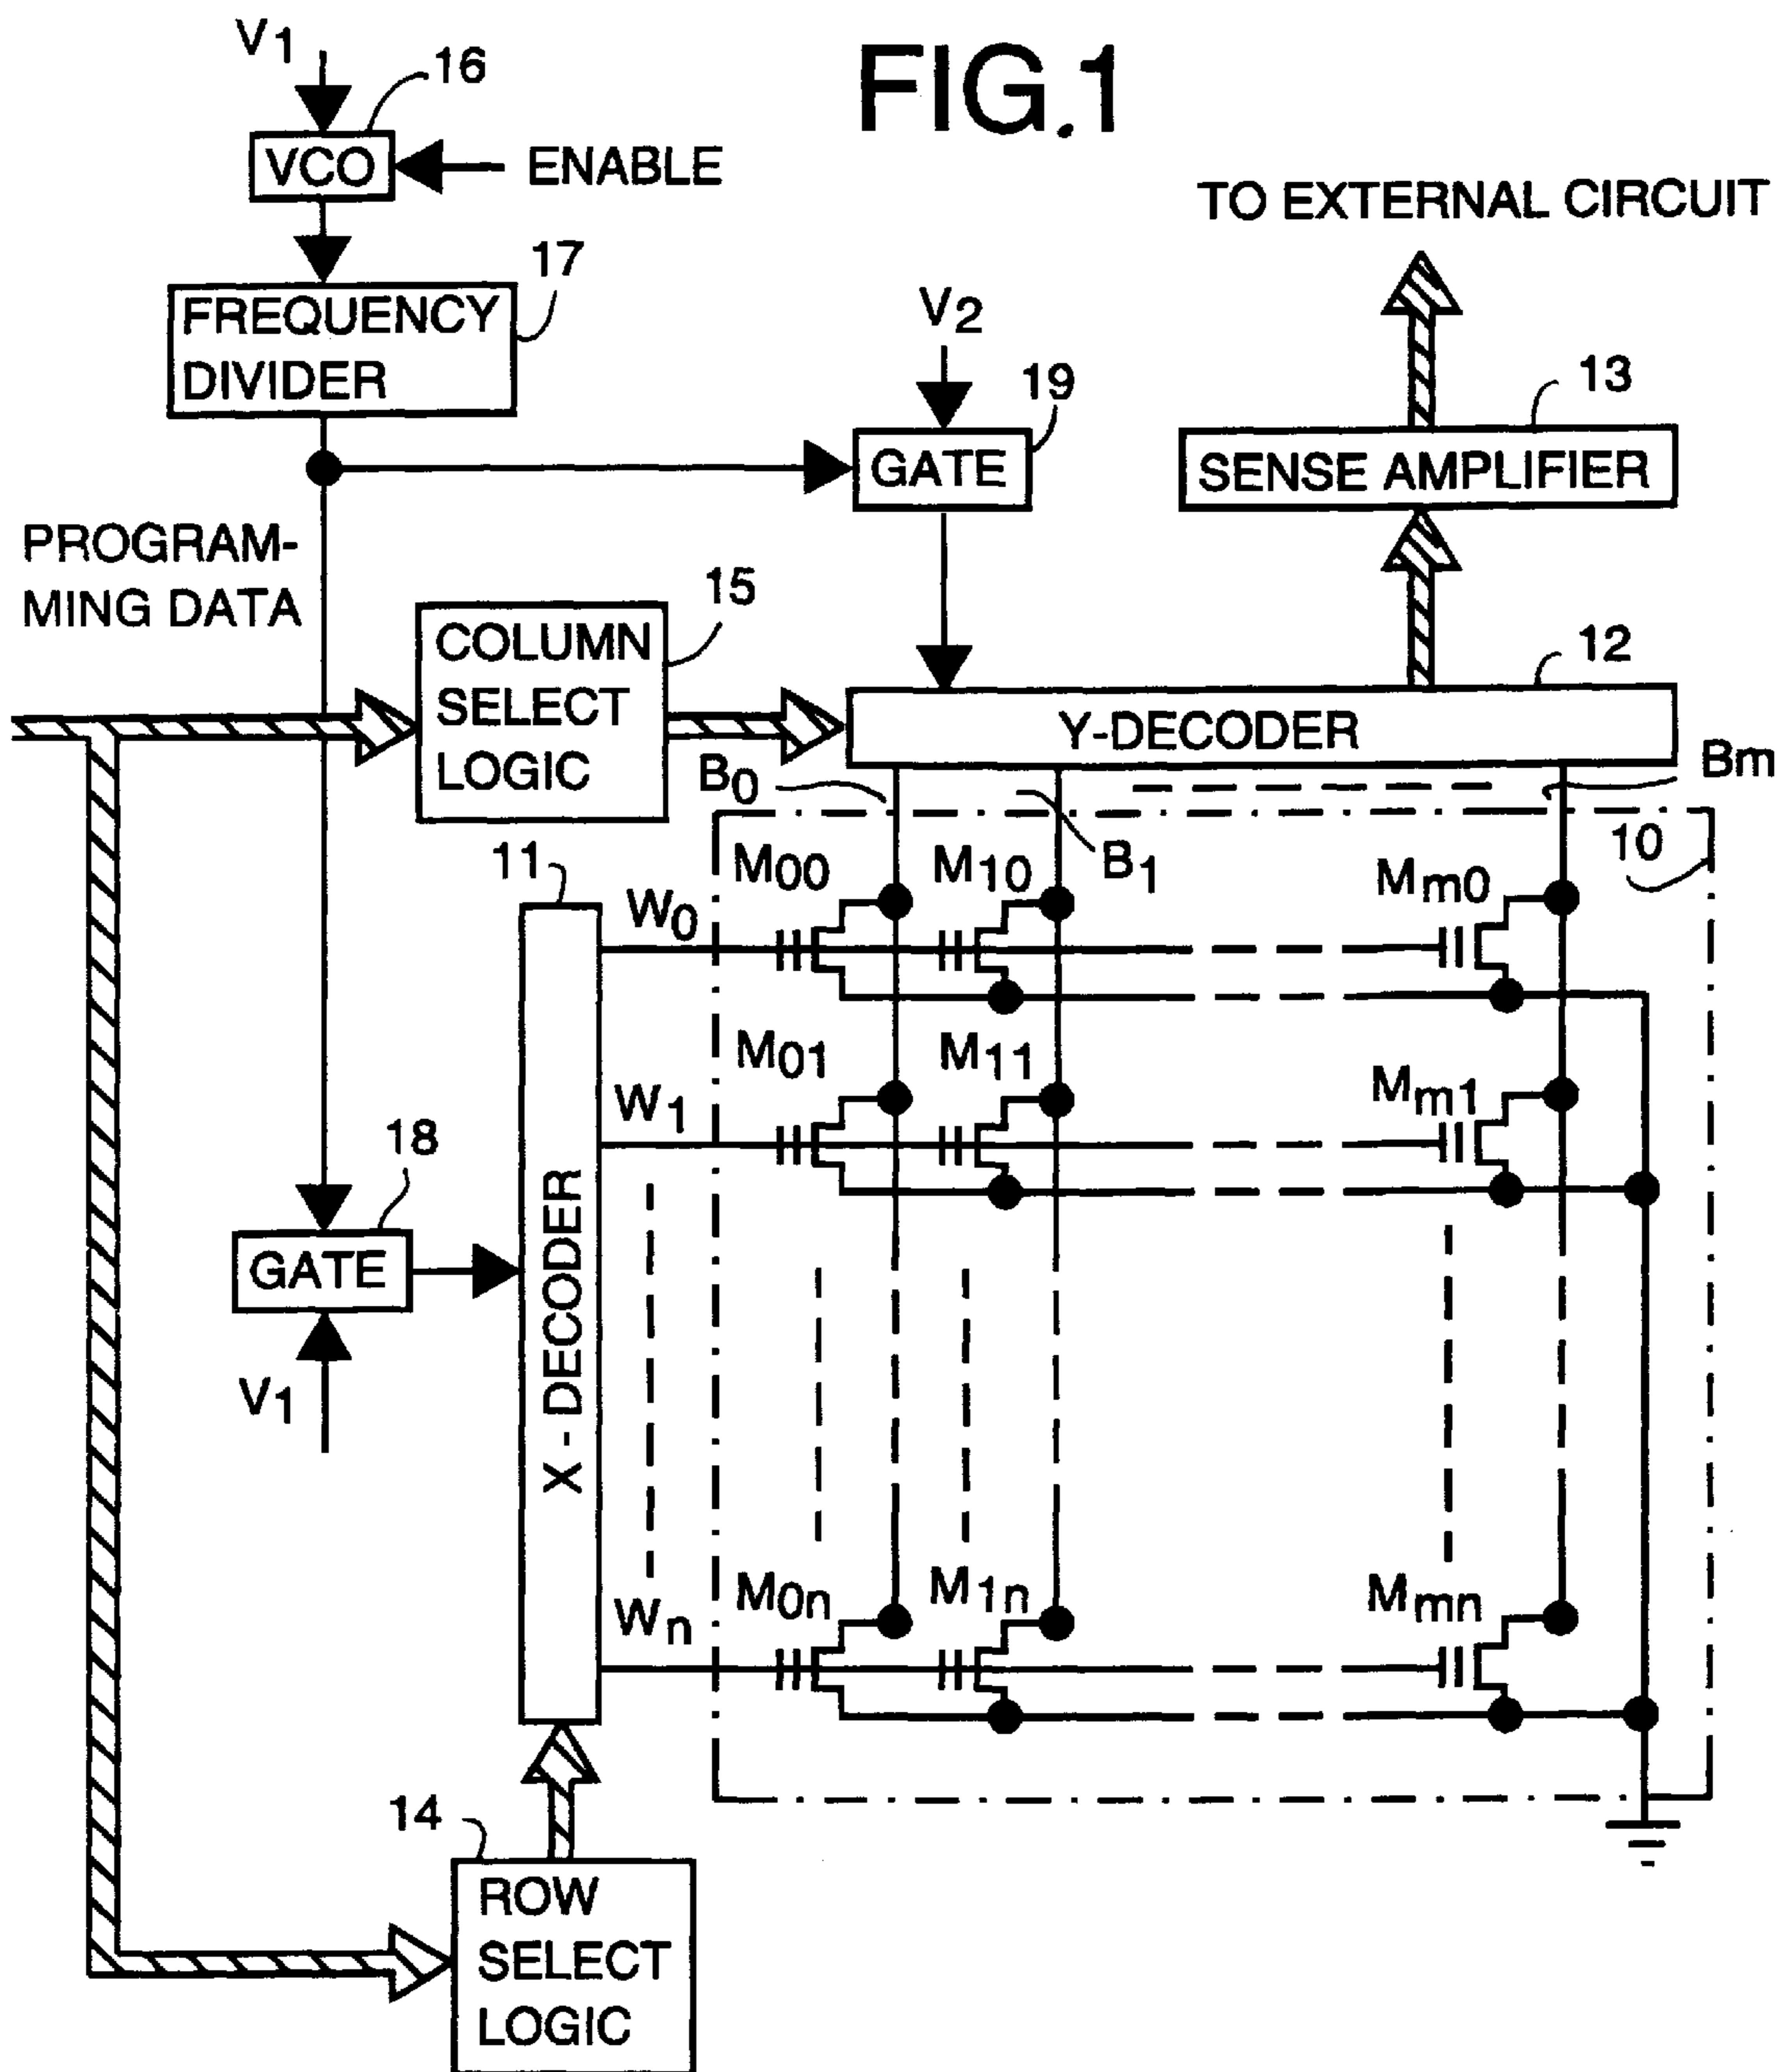 FIG.1
V1
16
VCO
ENABLE
TO EXTERNAL CIRCUIT
17
FREQUENCY
DIVIDER
V2
19
GATE
13
SENSE AMPLIFIER
PROGRAM-
MING DATA
15
COLUMN
SELECT
LOGIC
12
Y-DECODER
B0
B1
Bm
10
11
X - DECODER
W0
M00
M10
Mm0
W1
M01
M11
Mm1
18
GATE
V1
Wn
M0n
M1n
Mmn
14
ROW
SELECT
LOGIC